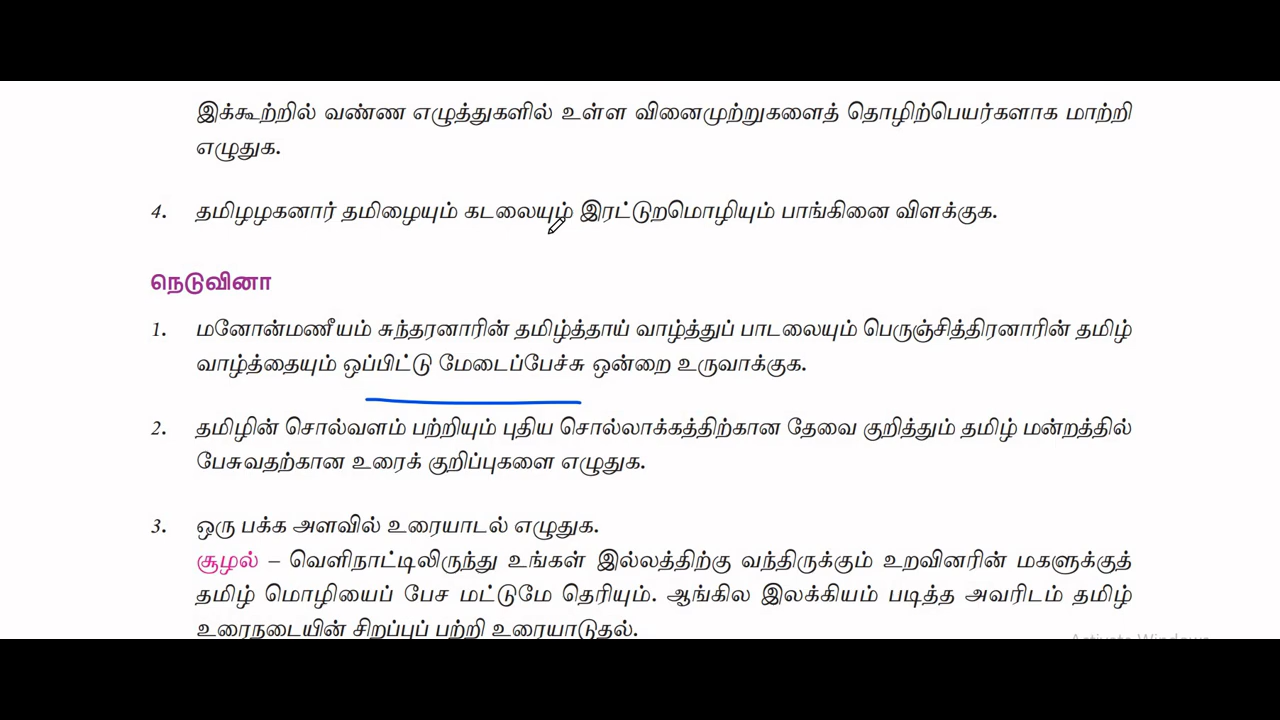 இக்கூற்றில் வண்ண எழுத்துகளில் உள்ள வினைமுற்றுகளைத் தொழிற்பெயர்களாக மாற்றி
எழுதுக.
4. தமிழழகனார் தமிழையும் கடலையும் இரட்டுறமொழியும் பாங்கினை விளக்குக.
நெடுவினா
1. மனோன்மணீயம் சுந்தரனாரின் தமிழ்த்தாய் வாழ்த்துப் பாடலையும் பெருஞ்சித்திரனாரின் தமிழ்
வாழ்த்தையும் ஒப்பிட்டு மேடைப்பேச்சு ஒன்றை உருவாக்குக.
2. தமிழின் சொல்வளம் பற்றியும் புதிய சொல்லாக்கத்திற்கான தேவை குறித்தும் தமிழ் மன்றத்தில்
பேசுவதற்கான உரைக் குறிப்புகளை எழுதுக.
3. ஒரு பக்க அளவில் உரையாடல் எழுதுக.
சூழல் – வெளிநாட்டிலிருந்து உங்கள் இல்லத்திற்கு வந்திருக்கும் உறவினரின் மகளுக்குத்
தமிழ் மொழியைப் பேச மட்டுமே தெரியும். ஆங்கில இலக்கியம் படித்த அவரிடம் தமிழ்
உரைநடையின் சிறப்புப் பற்றி உரையாடுதல்.
Activate Windows